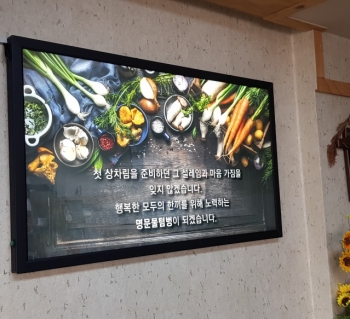 첫 상차림을 준비하던 그 설레임과 마음 가짐을
잊지 않겠습니다.
행복한 모두의 한끼를 위해 노력하는
명문물텀벙이 되겠습니다.